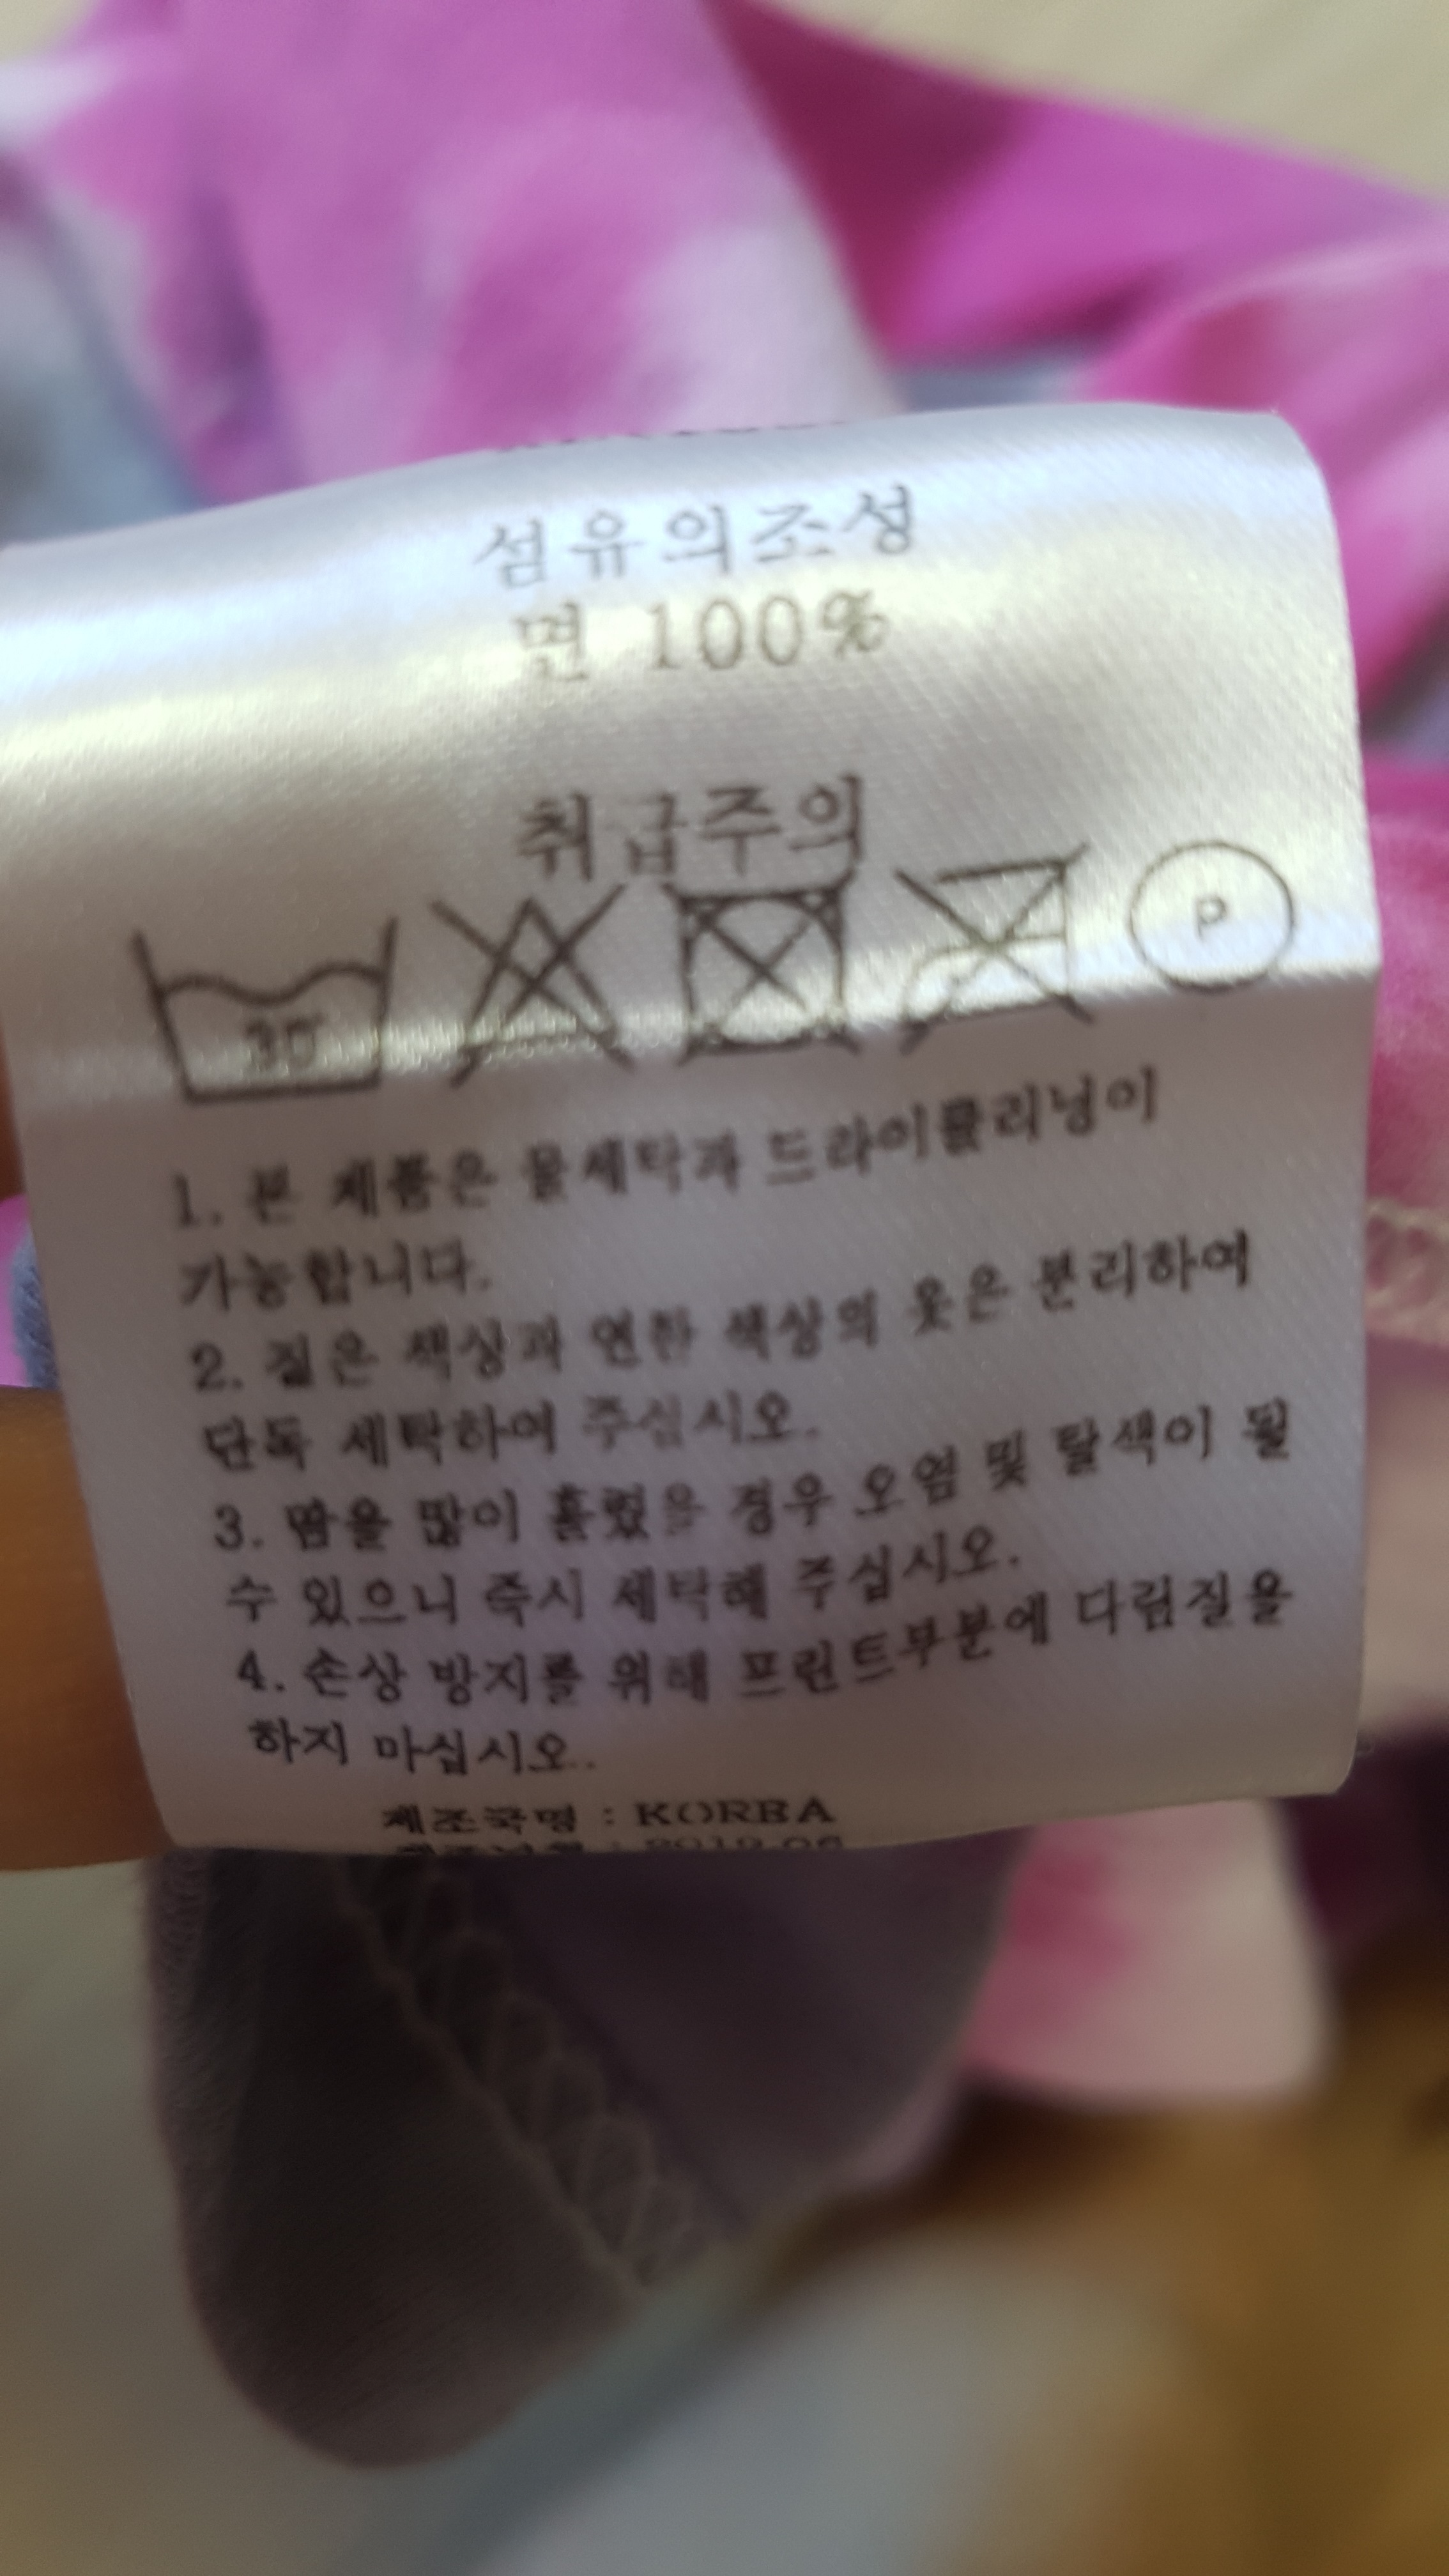 섬유의조성
면 100%
취급주의
30
P
1. 본 제품은 물세탁과 드라이클리닝이
가능합니다.
2. 짙은 색상과 연한 색상의 옷은 분리하여
단독 세탁하여 주십시오.
3. 땀을 많이 흘렸을 경우 오염 및 탈색이 될
수 있으니 즉시 세탁해 주십시오.
4. 손상 방지를 위해 프린트부분에 다림질을
하지 마십시오.
제조국명 : KOREA